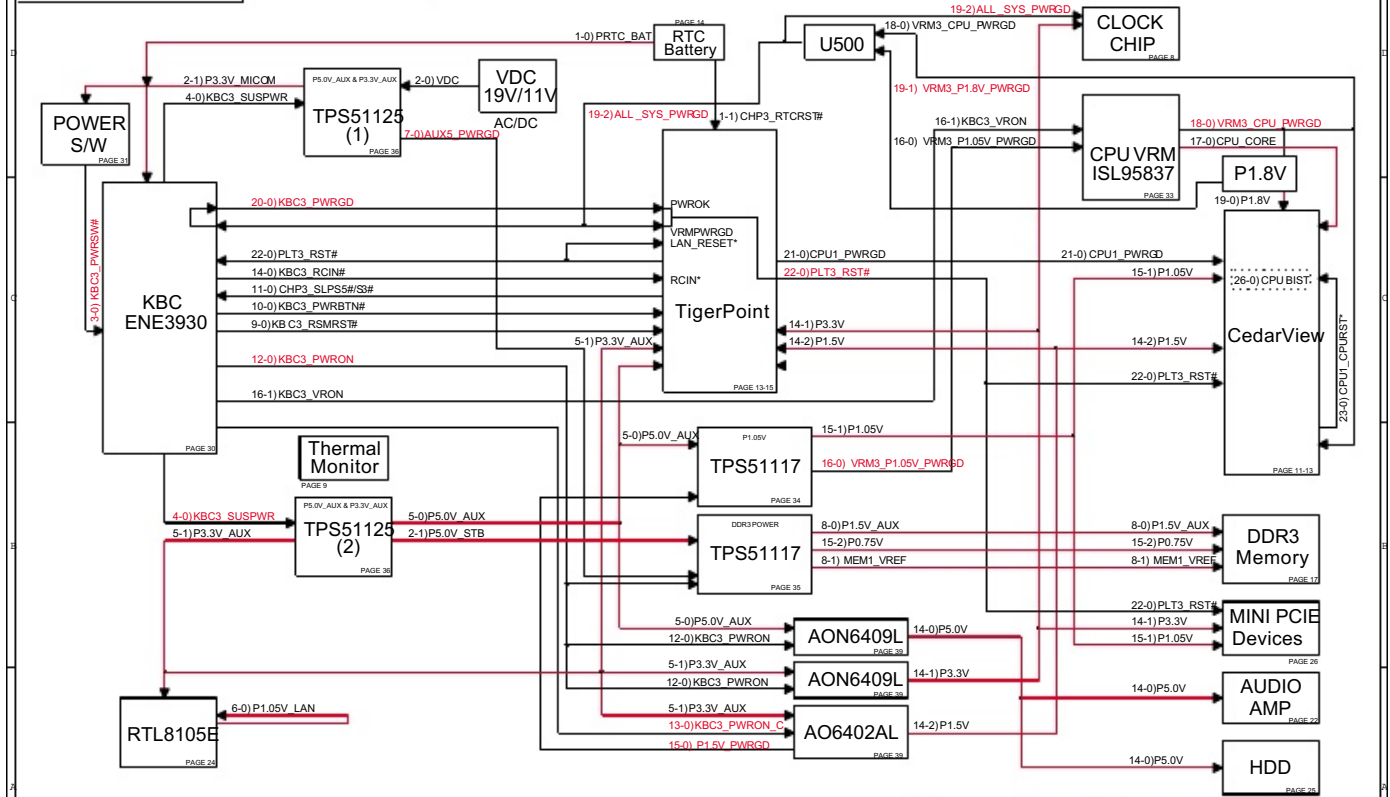 19-2)ALL_SYS_PWRGD
PAGE 14
RTC
Battery
1-0) PRTC_BAT
U500
18-0) VRM3_CPU_PWRGD
CLOCK
CHIP
PAGE 8
D
D
2-1) P3.3V_MICOM
4-0)KBC3_SUSPWR
P5.0V_AUX & P3.3V_AUX
TPS51125
(1)
PAGE 36
2-0) VDC
VDC
19V/11V
AC/DC
19-1) VRM3_P1.8V_PWRGD
POWER
S/W
PAGE 31
7-0)AUX5_PWRGD
19-2)ALL_SYS_PWRGD
1-1) CHP3_RTCRST#
16-1)KBC3_VRON
16-0) VRM3_P1.05V_PWRGD
CPU VRM
ISL95837
PAGE 33
18-0) VRM3_CPU_PWRGD
17-0)CPU_CORE
P1.8V
19-0)P1.8V
3-0) KBC3_PWRSW#
KBC
ENE3930
PAGE 30
20-0)KBC3_PWRGD
22-0) PLT3_RST#
14-0) KBC3_RCIN#
11-0) CHP3_SLPS5#/S3#
10-0) KBC3_PWRBTN#
9-0)KBC3_RSMRST#
12-0) KBC3_PWRON
16-1)KBC3_VRON
5-1)P3.3V_AUX
PWROK
VRMPWRGD
LAN_RESET*
RCIN*
TigerPoint
PAGE 13-15
21-0)CPU1_PWRGD
22-0)PLT3_RST#
14-1) P3.3V
14-2) P1.5V
21-0) CPU1_PWRGD
15-1)P1.05V
26-0) CPU BIST
CedarView
14-2)P1.5V
22-0)PLT3_RST#
23-0) CPU1_CPURST*
PAGE 11-13
C
C
Thermal
Monitor
PAGE 9
5-0)P5.0V_AUX
P1.05V
TPS51117
PAGE 34
15-1)P1.05V
16-0) VRM3_P1.05V_PWRGD
4-0)KBC3_SUSPWR
5-1)P3.3V_AUX
P5.0V_AUX & P3.3V_AUX
TPS51125
(2)
PAGE 36
5-0)P5.0V_AUX
2-1)P5.0V_STB
DDR3 POWER
TPS51117
PAGE 35
8-0)P1.5V_AUX
15-2)P0.75V
8-1) MEM1_VREF
8-0)P1.5V_AUX
15-2)P0.75V
8-1) MEM1_VREF
DDR3
Memory
PAGE 17
B
B
5-0)P5.0V_AUX
12-0)KBC3_PWRON
AON6409L
PAGE 39
14-0)P5.0V
22-0)PLT3_RST#
14-1)P3.3V
15-1)P1.05V
MINI PCIE
Devices
PAGE 26
5-1)P3.3V_AUX
12-0)KBC3_PWRON
AON6409L
PAGE 39
14-1)P3.3V
14-0)P5.0V
AUDIO
AMP
PAGE 22
RTL8105E
PAGE 24
6-0) P1.05V_LAN
5-1)P3.3V_AUX
13-0)KBC3_PWRON_C
15-0) P1.5V_PWRGD
AO6402AL
PAGE 39
14-2)P1.5V
14-0)P5.0V
HDD
PAGE 25
A
A